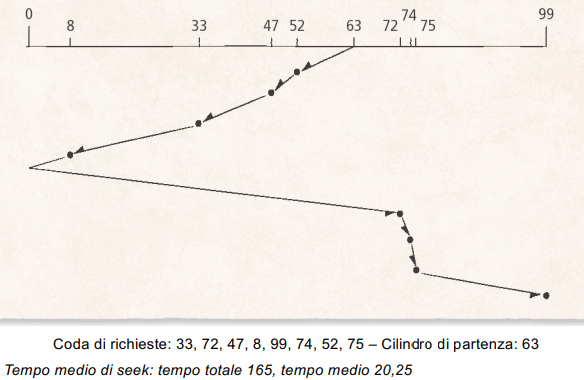 0 8 33 47 52 63 72 74 75 99
Coda di richieste: 33, 72, 47, 8, 99, 74, 52, 75 – Cilindro di partenza: 63
Tempo medio di seek: tempo totale 165, tempo medio 20,25